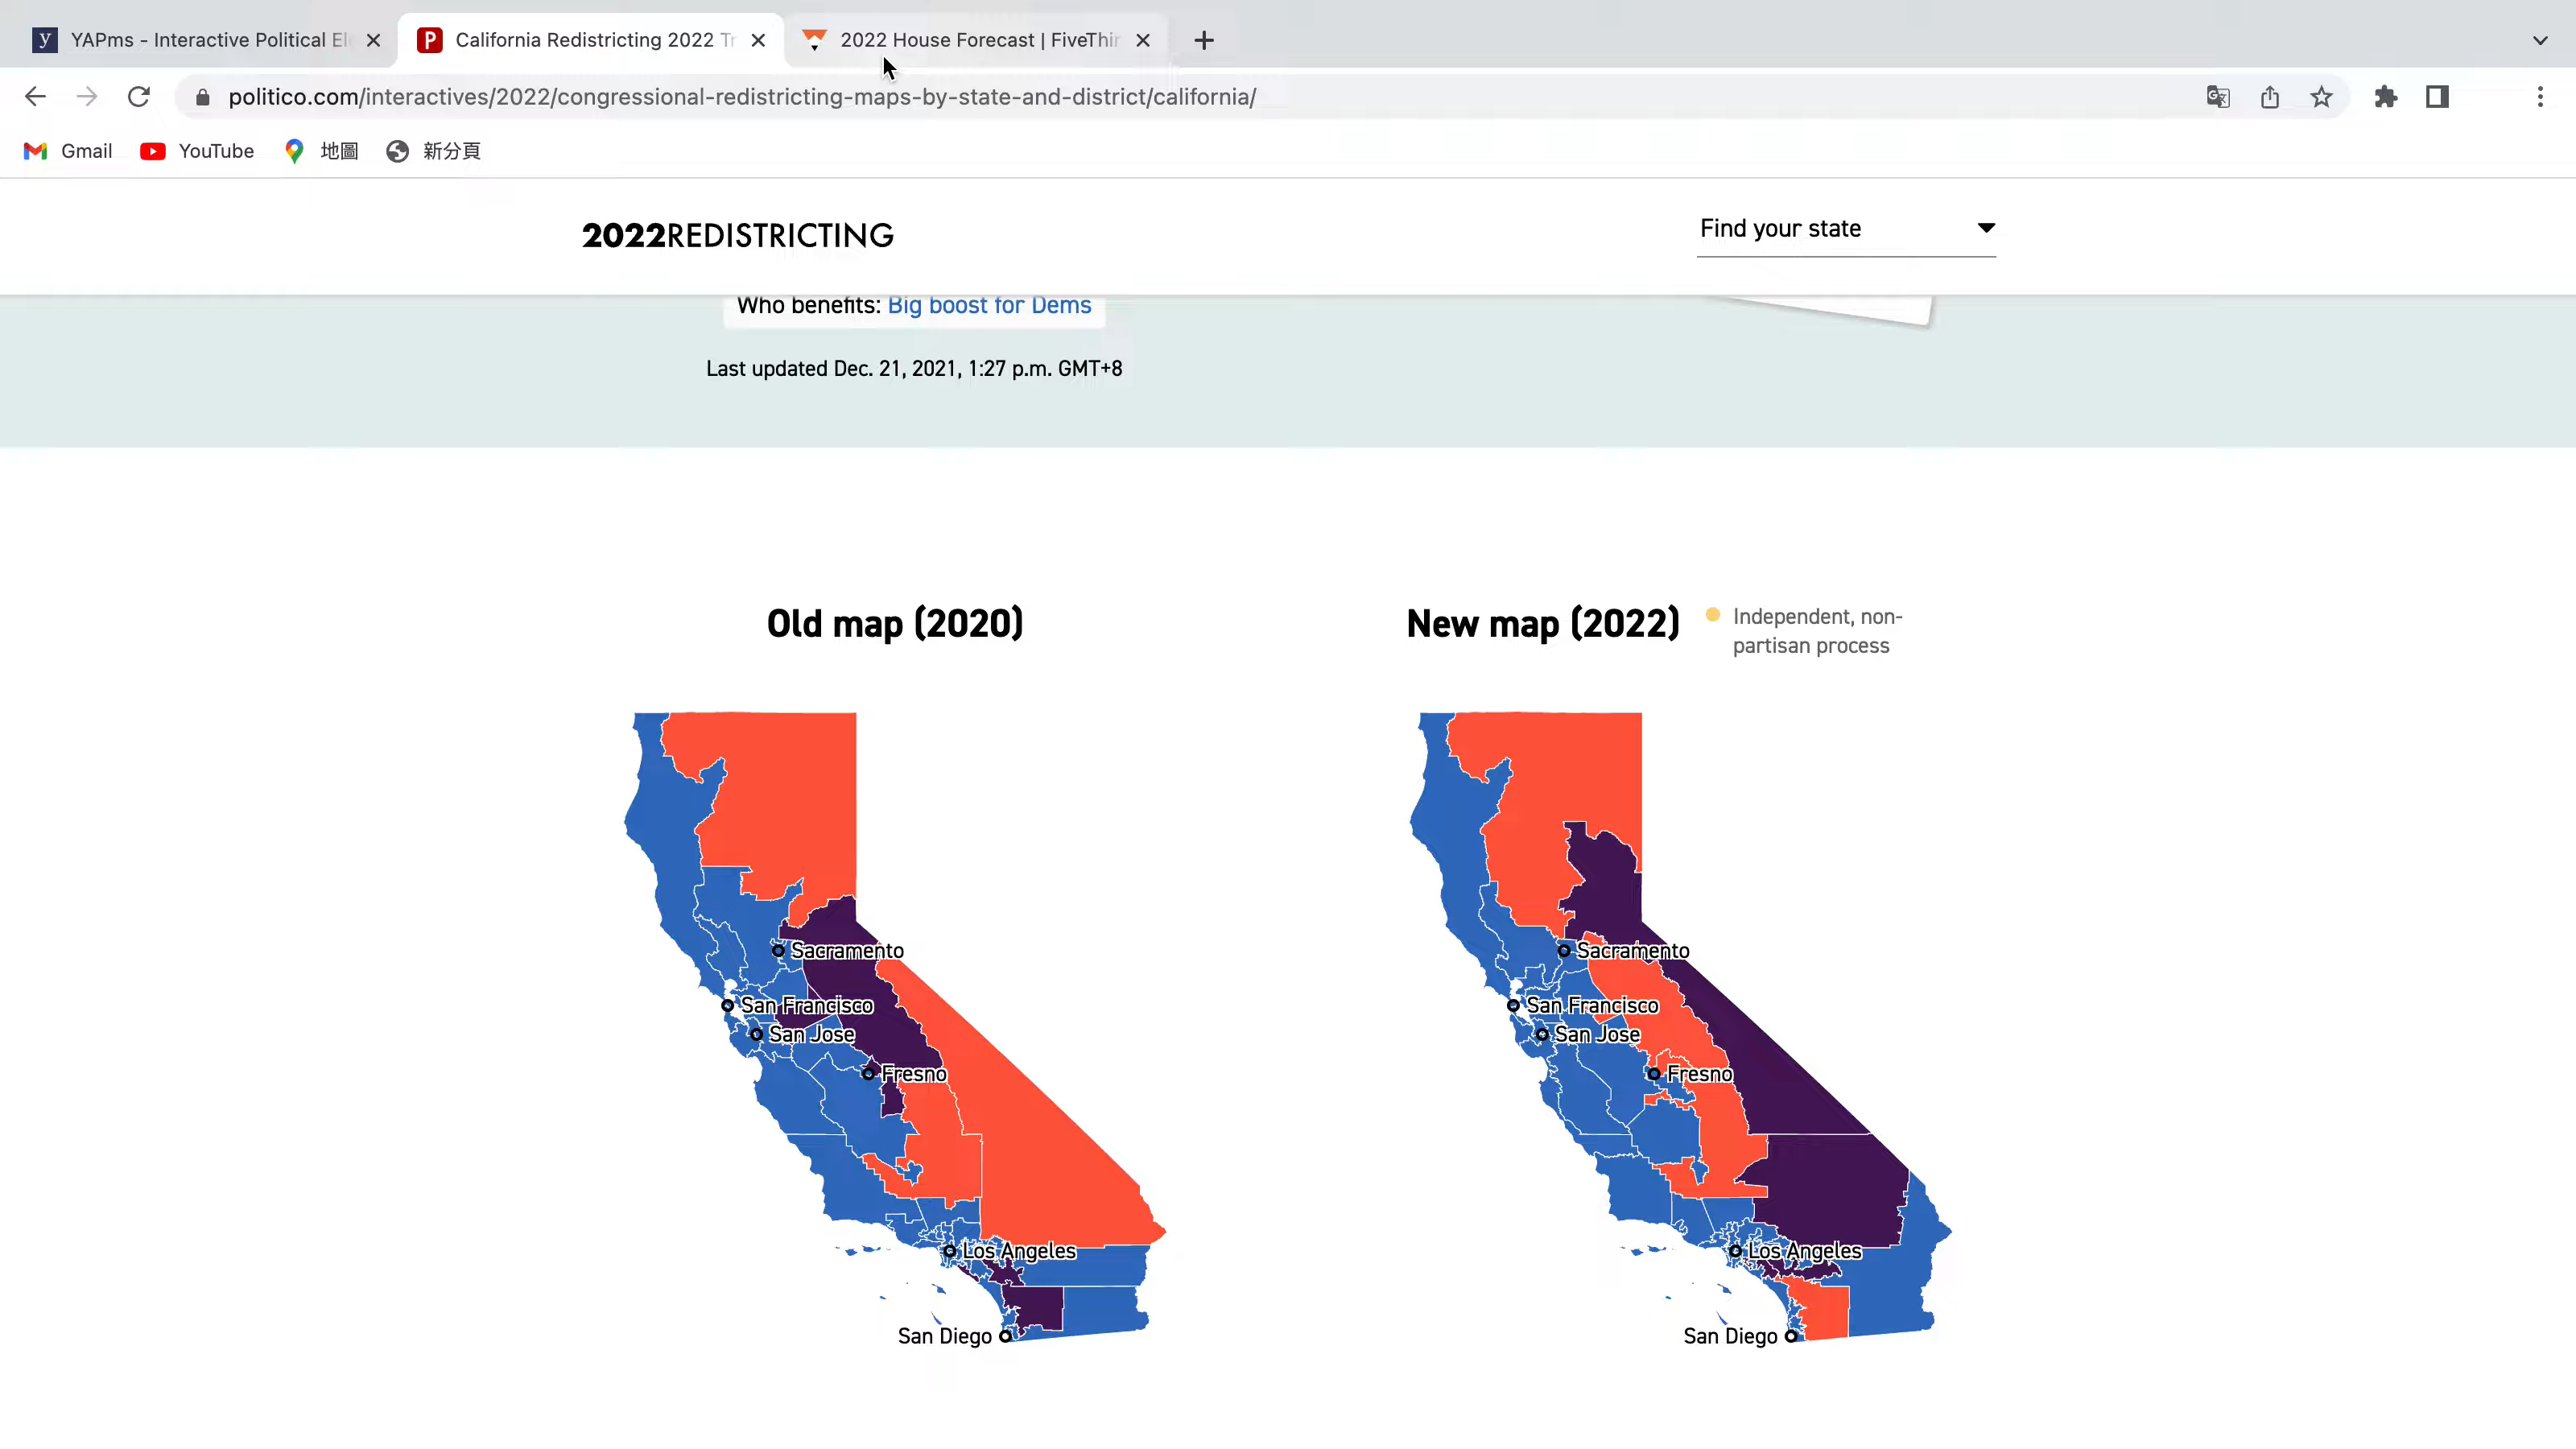 y YAPms - Interactive Political El
P California Redistricting 2022 Tr
2022 House Forecast | FiveThir
politico.com/interactives/2022/congressional-redistricting-maps-by-state-and-district/california/
Gmail YouTube 地圖 新分頁
2022REDISTRICTING
Find your state
Who benefits: Big boost for Dems
Last updated Dec. 21, 2021, 1:27 p.m. GMT+8
Old map (2020)
New map (2022)
Independent, non-
partisan process
Sacramento
San Francisco
San Jose
Fresno
Los Angeles
San Diego
Sacramento
San Francisco
San Jose
Fresno
Los Angeles
San Diego